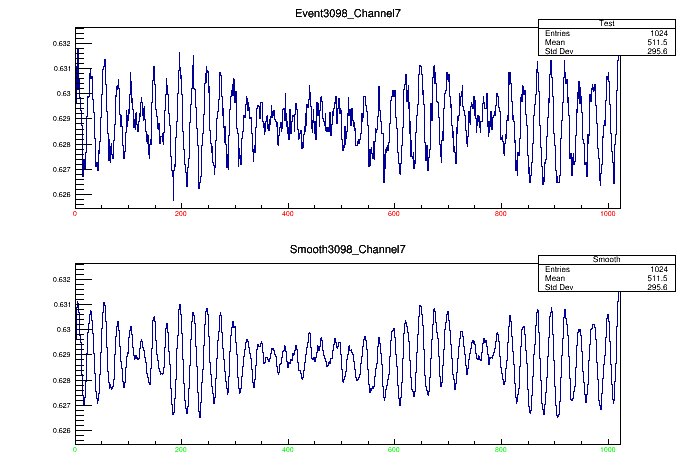 Event3098_Channel7
Test
Entries 1024
Mean 511.5
Std Dev 295.6
0.632
0.631
0.63
0.629
0.628
0.627
0.626
0 200 400 600 800 1000
Smooth3098_Channel7
Smooth
Entries 1024
Mean 511.5
Std Dev 295.6
0.632
0.631
0.63
0.629
0.628
0.627
0.626
0 200 400 600 800 1000